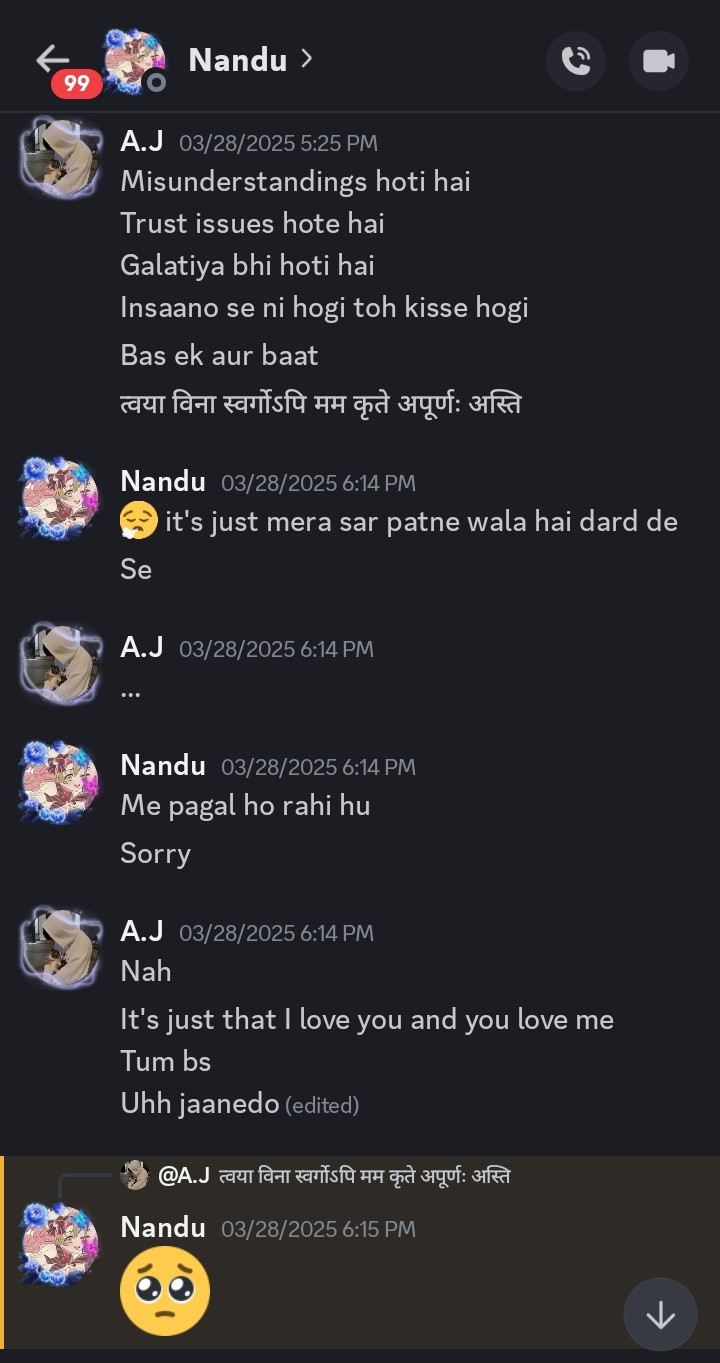 Nandu
99
A.J 03/28/2025 5:25 PM
Misunderstandings hoti hai
Trust issues hote hai
Galatiya bhi hoti hai
Insaano se ni hogi toh kisse hogi
Bas ek aur baat
त्वया विना स्वर्गोऽपि मम कृते अपूर्णः अस्ति
Nandu 03/28/2025 6:14 PM
😮‍💨 it's just mera sar patne wala hai dard de
Se
A.J 03/28/2025 6:14 PM
...
Nandu 03/28/2025 6:14 PM
Me pagal ho rahi hu
Sorry
A.J 03/28/2025 6:14 PM
Nah
It's just that I love you and you love me
Tum bs
Uhh jaanedo (edited)
@A.J त्वया विना स्वर्गोऽपि मम कृते अपूर्णः अस्ति
Nandu 03/28/2025 6:15 PM
🥺